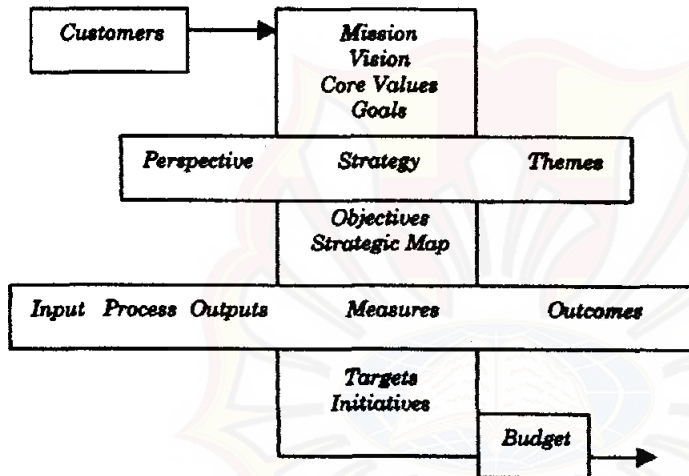 Customers
Mission
Vision
Core Values
Goals
Perspective Strategy Themes
Objectives
Strategic Map
Input Process Outputs Measures Outcomes
Targets
Initiatives
Budget